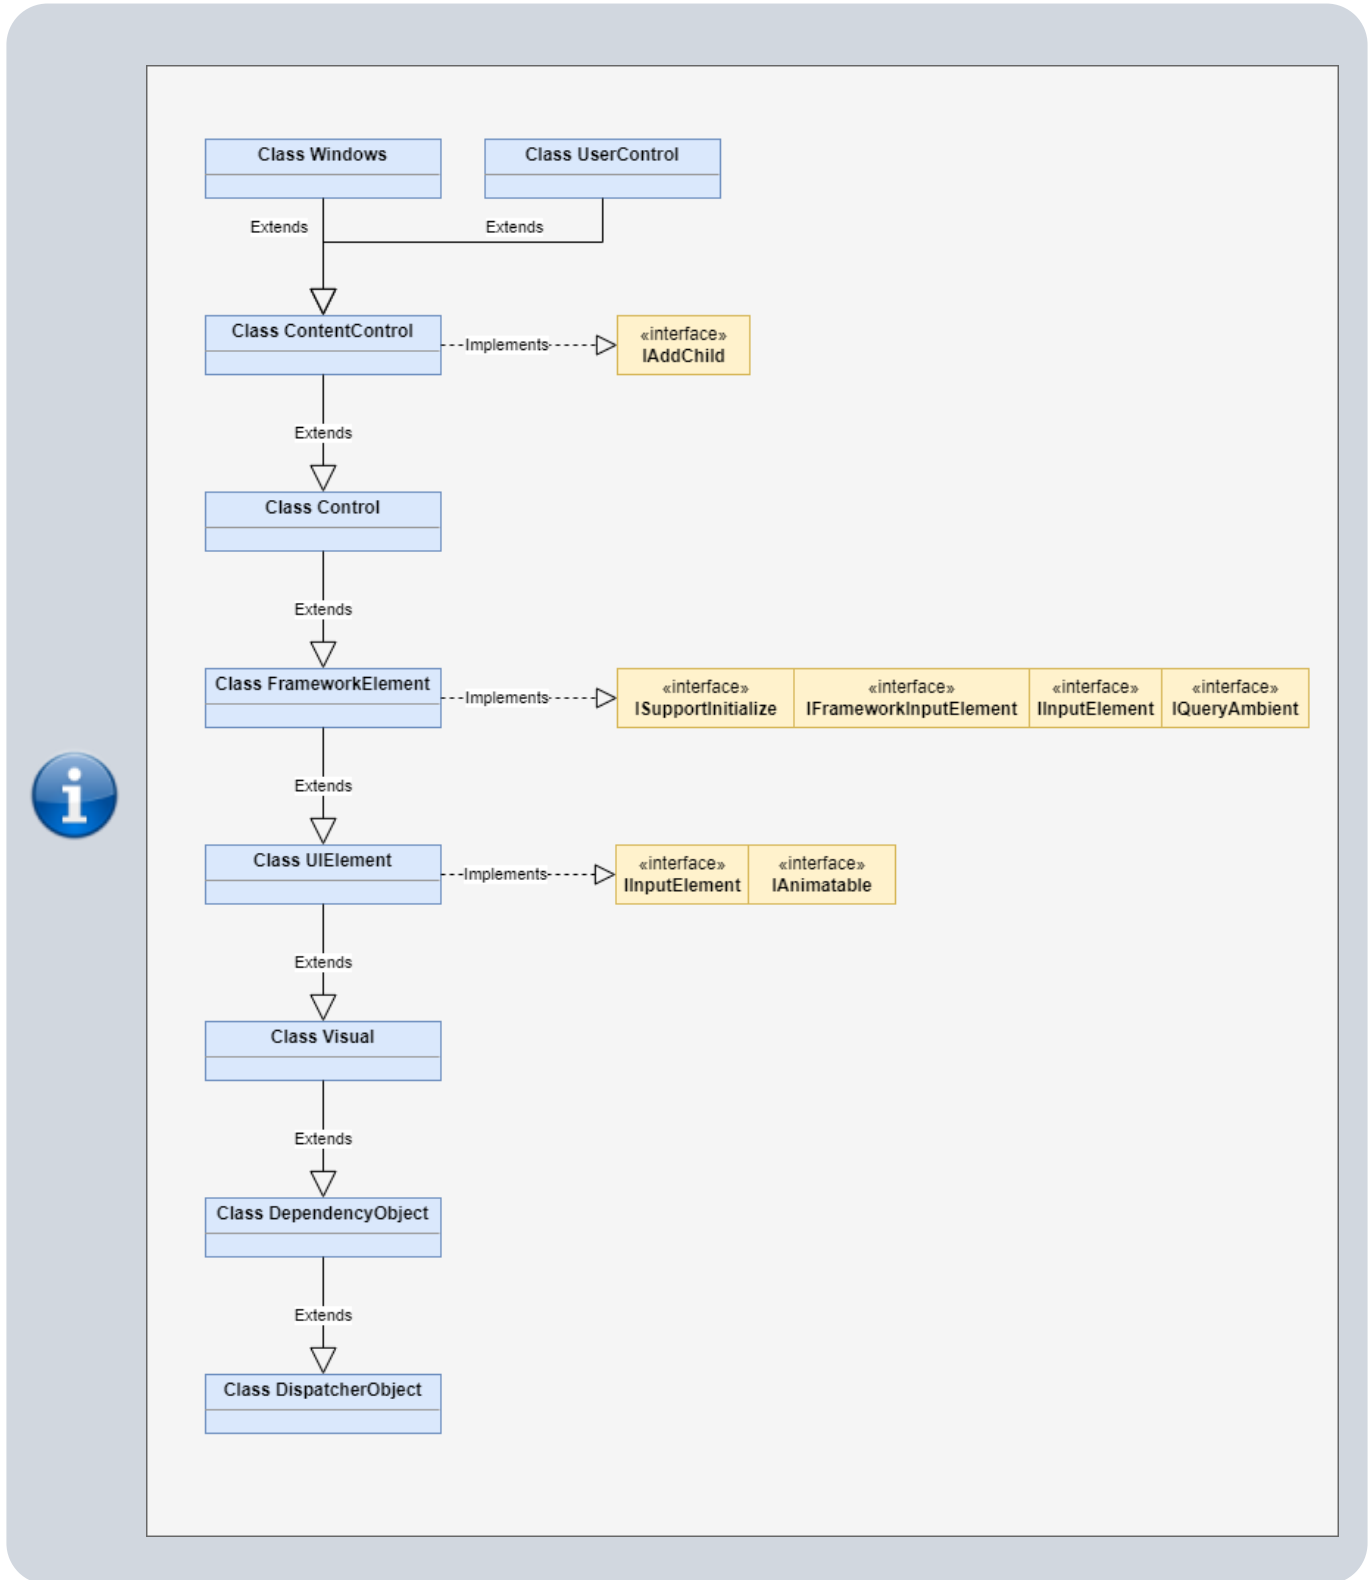 Class Windows
Class UserControl
Extends
Extends
Class ContentControl
Implements
«interface»
IAddChild
Extends
Class Control
Extends
Class FrameworkElement
Implements
«interface»
ISupportInitialize
«interface»
IFrameworkInputElement
«interface»
IInputElement
«interface»
IQueryAmbient
Extends
Class UIElement
Implements
«interface»
IInputElement
«interface»
IAnimatable
Extends
Class Visual
Extends
Class DependencyObject
Extends
Class DispatcherObject